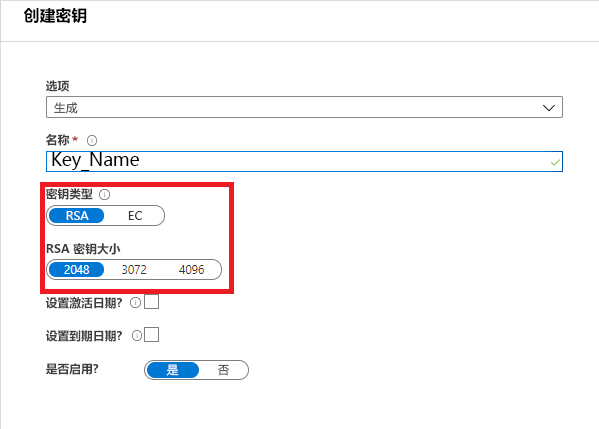 创建密钥
选项
生成
名称 *
Key_Name
密钥类型
RSA EC
RSA 密钥大小
2048 3072 4096
设置激活日期?
设置到期日期?
是否启用? 是 否